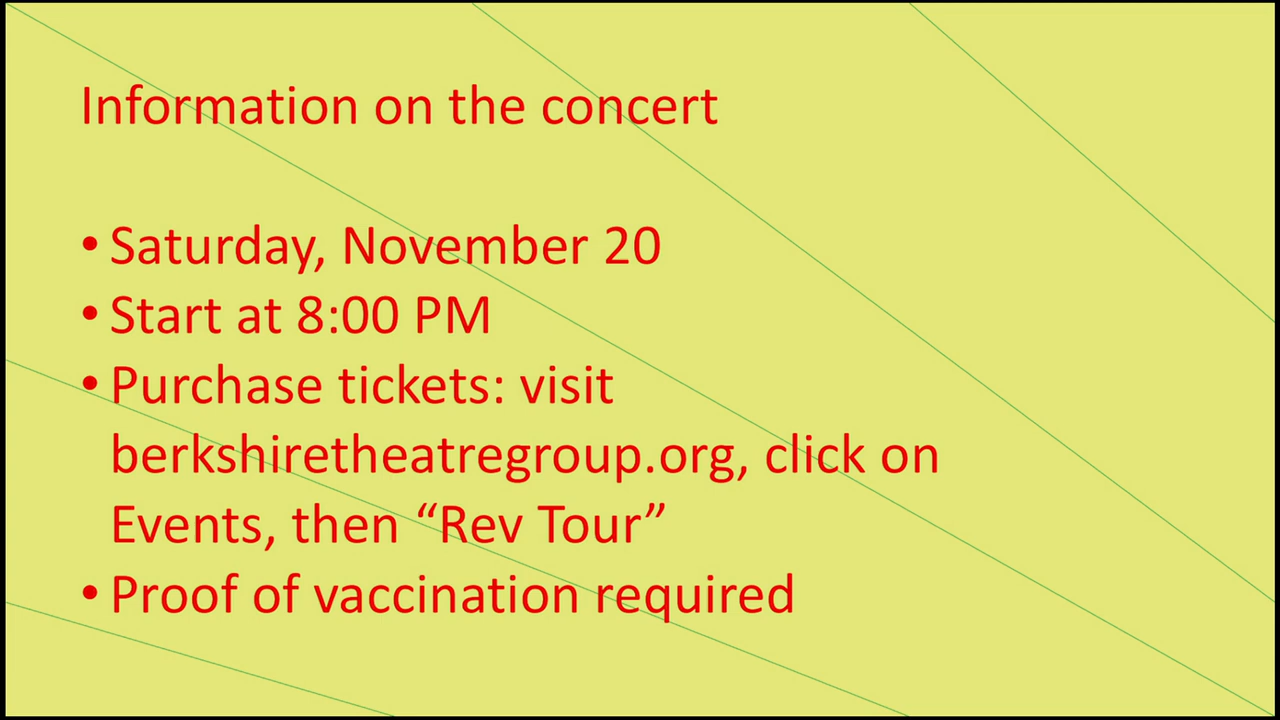 Information on the concert
• Saturday, November 20
• Start at 8:00 PM
• Purchase tickets: visit
berkshiretheatregroup.org, click on
Events, then “Rev Tour”
• Proof of vaccination required